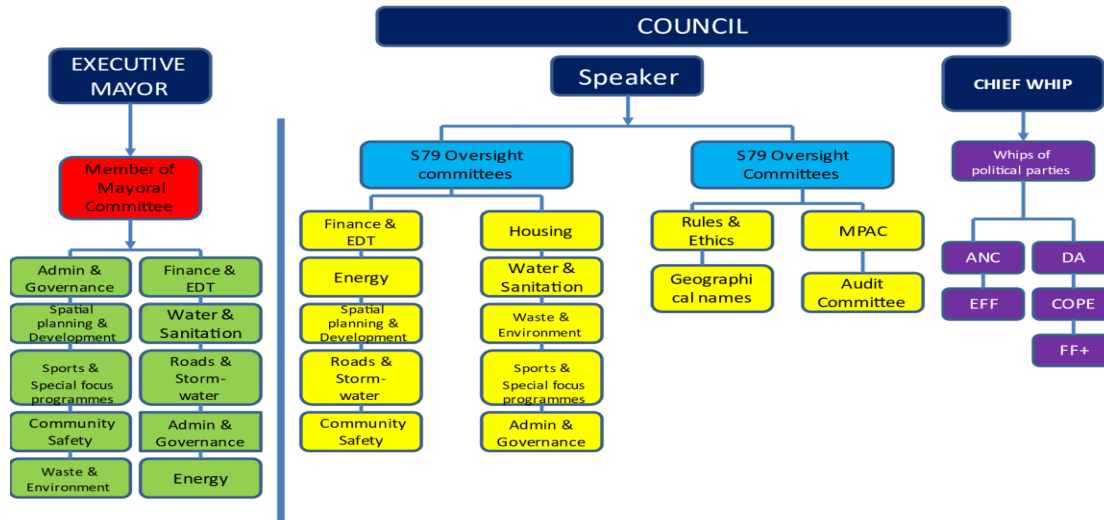 COUNCIL
EXECUTIVE
MAYOR
Speaker
CHIEF WHIP
Member of
Mayoral
Committee
S79 Oversight
committees
S79 Oversight
Committees
Whips of
political parties
Admin &
Governance
Spatial
planning &
Development
Sports &
Special focus
programmes
Community
Safety
Waste &
Environment
Finance &
EDT
Water &
Sanitation
Roads &
Storm-
water
Admin &
Governance
Energy
Finance &
EDT
Energy
Spatial
planning &
Development
Roads &
Storm-
water
Community
Safety
Housing
Water &
Sanitation
Waste &
Environment
Sports &
Special focus
programmes
Admin &
Governance
Rules &
Ethics
Geographi
cal names
MPAC
Audit
Committee
ANC
EFF
DA
COPE
FF+